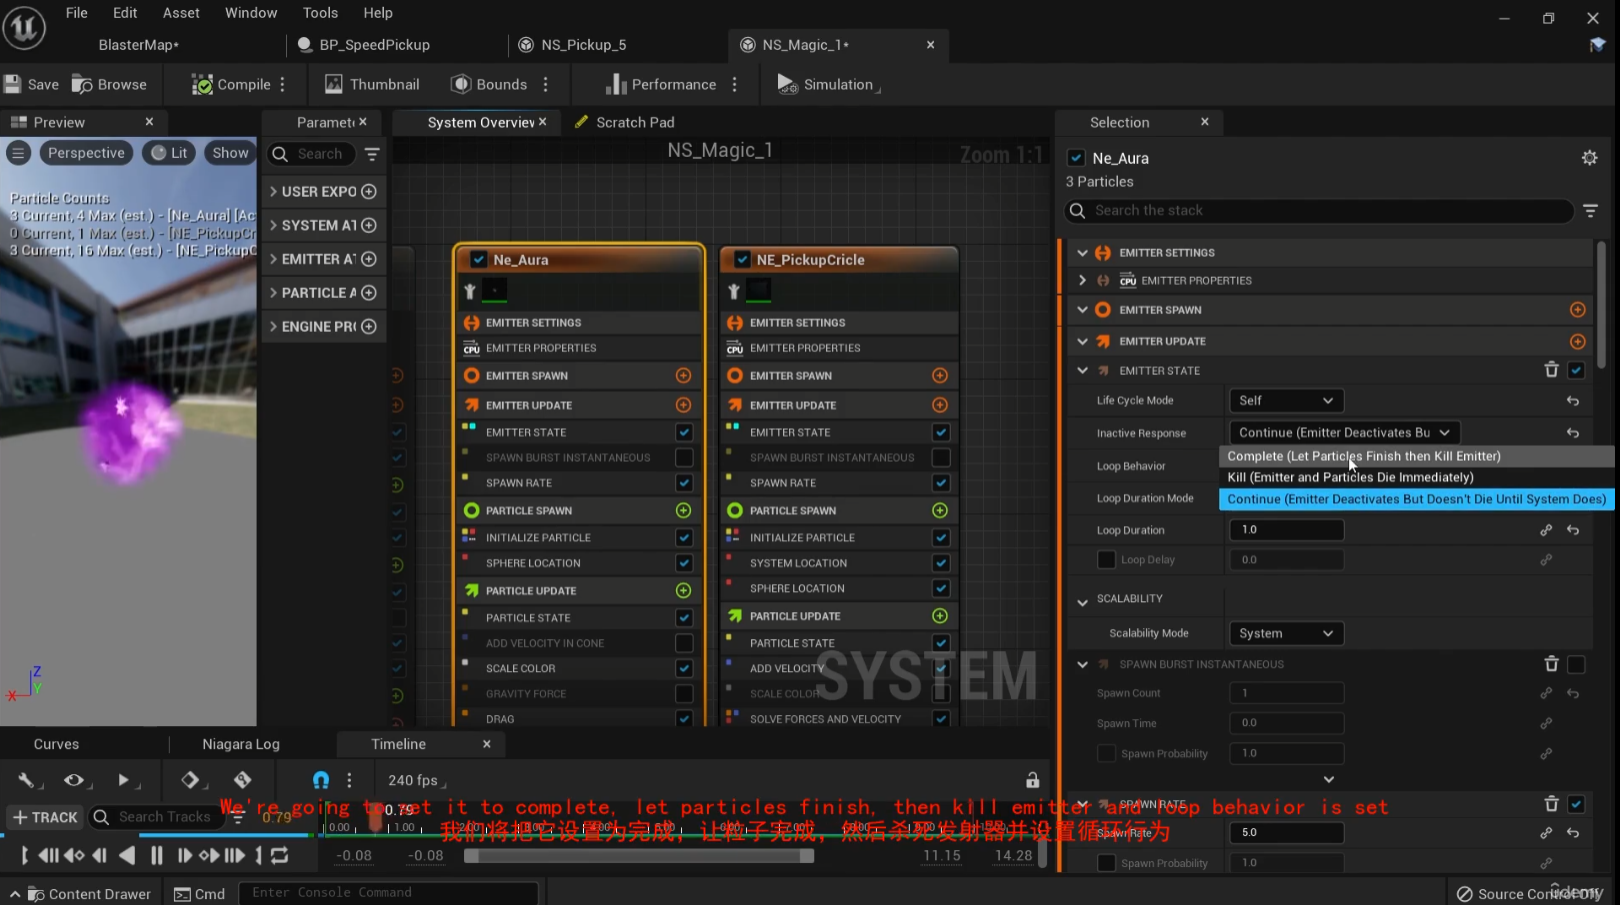 File Edit Asset Window Tools Help
BlasterMap* BP_SpeedPickup NS_Pickup_5 NS_Magic_1*
Save Browse Compile Thumbnail Bounds Performance Simulation
Preview Paramete System Overview Scratch Pad Selection
Perspective Lit Show
Search
NS_Magic_1 Zoom 1:1
Ne_Aura
3 Particles
Search the stack
Particle Counts
3 Current, 4 Max (est.) - [Ne_Aura] [Ac
0 Current, 1 Max (est.) - [NE_PickupCr
3 Current, 16 Max (est.) - [NE_PickupC
USER EXPO
SYSTEM AT
EMITTER A
PARTICLE A
ENGINE PR
Ne_Aura
EMITTER SETTINGS
EMITTER PROPERTIES
EMITTER SPAWN
EMITTER UPDATE
EMITTER STATE
SPAWN BURST INSTANTANEOUS
SPAWN RATE
PARTICLE SPAWN
INITIALIZE PARTICLE
SPHERE LOCATION
PARTICLE UPDATE
PARTICLE STATE
ADD VELOCITY IN CONE
SCALE COLOR
GRAVITY FORCE
DRAG
NE_PickupCricle
EMITTER SETTINGS
EMITTER PROPERTIES
EMITTER SPAWN
EMITTER UPDATE
EMITTER STATE
SPAWN BURST INSTANTANEOUS
SPAWN RATE
PARTICLE SPAWN
INITIALIZE PARTICLE
SYSTEM LOCATION
SPHERE LOCATION
PARTICLE UPDATE
PARTICLE STATE
ADD VELOCITY
SCALE COLOR
SOLVE FORCES AND VELOCITY
SYSTEM
EMITTER SETTINGS
EMITTER PROPERTIES
EMITTER SPAWN
EMITTER UPDATE
EMITTER STATE
Life Cycle Mode Self
Inactive Response Continue (Emitter Deactivates Bu
Complete (Let Particles Finish then Kill Emitter)
Loop Behavior
Kill (Emitter and Particles Die Immediately)
Loop Duration Mode Continue (Emitter Deactivates But Doesn't Die Until System Does)
Loop Duration 1.0
Loop Delay 0.0
SCALABILITY
Scalability Mode System
SPAWN BURST INSTANTANEOUS
Spawn Count 1
Spawn Time 0.0
Spawn Probability 1.0
SPAWN RATE
Spawn Rate 5.0
Spawn Probability 1.0
Z
X Y
Curves Niagara Log Timeline
240 fps
We're going to set it to complete, let particles finish, then kill emitter and loop behavior is set
我们将把它设置为完成，让粒子完成，然后杀死发射器并设置循环行为
TRACK Search Tracks 0.79 0.79
0.00 1.00
-0.08 -0.08 11.15 14.28
Content Drawer Cmd Enter Console Command Source Control Off
ûdemy